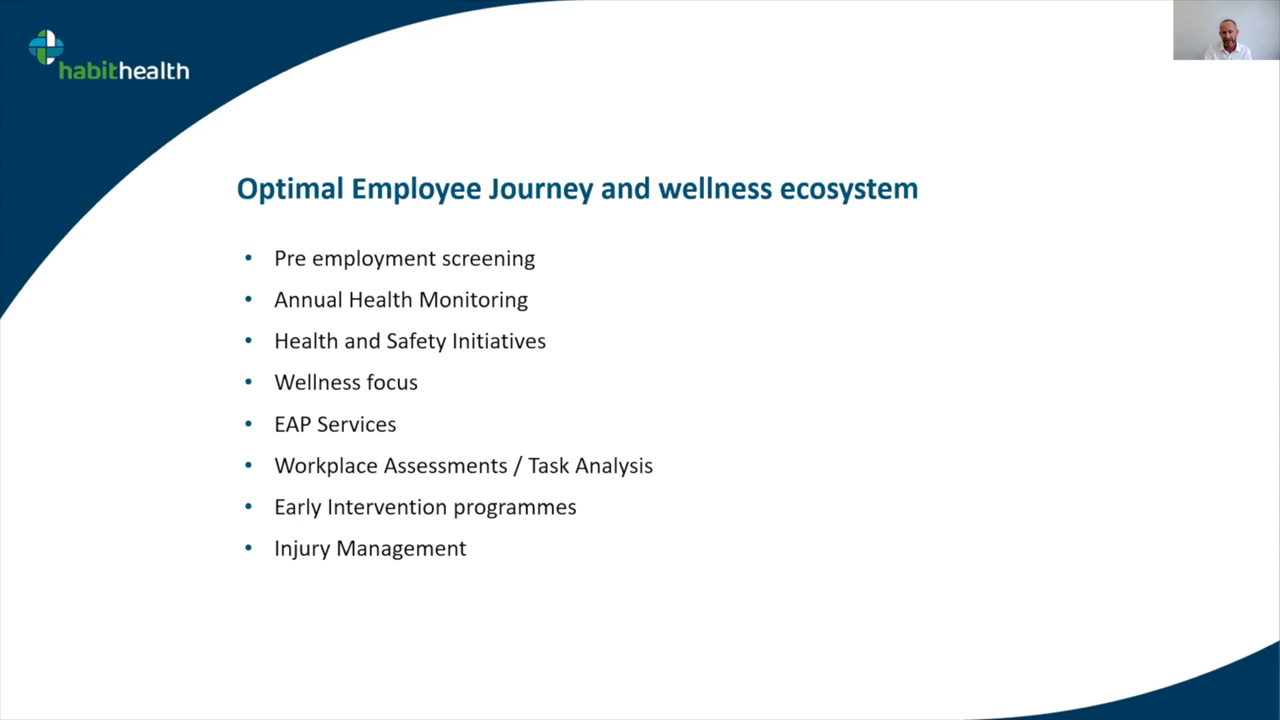 habithealth
Optimal Employee Journey and wellness ecosystem
• Pre employment screening
• Annual Health Monitoring
• Health and Safety Initiatives
• Wellness focus
• EAP Services
• Workplace Assessments / Task Analysis
• Early Intervention programmes
• Injury Management